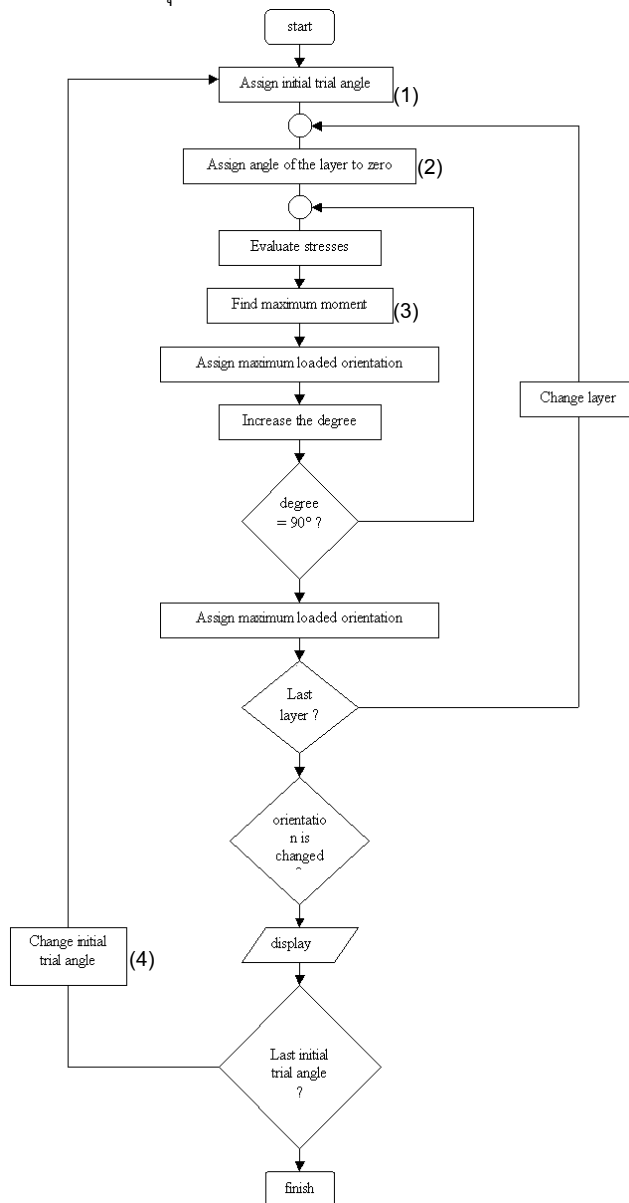 start
Assign initial trial angle
(1)
Assign angle of the layer to zero
(2)
Evaluate stresses
Find maximum moment
(3)
Assign maximum loaded orientation
Change layer
Increase the degree
degree
= 90° ?
Assign maximum loaded orientation
Last
layer ?
orientatio
n is
changed
Change initial
trial angle
(4)
display
Last initial
trial angle
?
finish